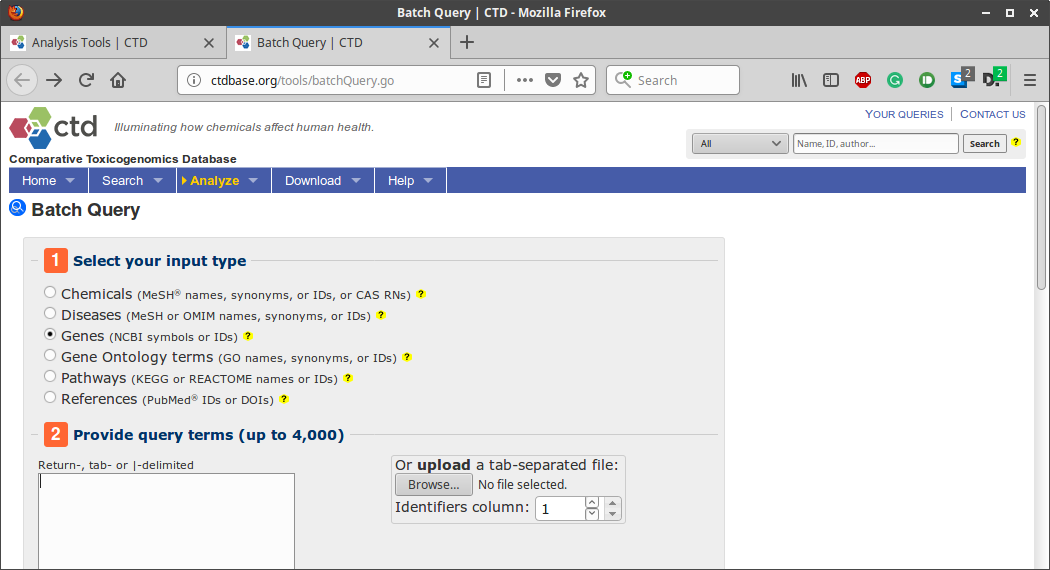 Batch Query | CTD - Mozilla Firefox
Analysis Tools | CTD
Batch Query | CTD
ctdbase.org/tools/batchQuery.go
Search
ABP
G
S 2
D. 2
YOUR QUERIES
CONTACT US
ctd
Illuminating how chemicals affect human health.
Comparative Toxicogenomics Database
All
Name, ID, author...
Search
?
Home
Search
Analyze
Download
Help
Batch Query
1 Select your input type
Chemicals (MeSH® names, synonyms, or IDs, or CAS RNs) ?
Diseases (MeSH or OMIM names, synonyms, or IDs) ?
Genes (NCBI symbols or IDs) ?
Gene Ontology terms (GO names, synonyms, or IDs) ?
Pathways (KEGG or REACTOME names or IDs) ?
References (PubMed® IDs or DOIs) ?
2 Provide query terms (up to 4,000)
Return-, tab- or |-delimited
Or upload a tab-separated file:
Browse... No file selected.
Identifiers column: 1